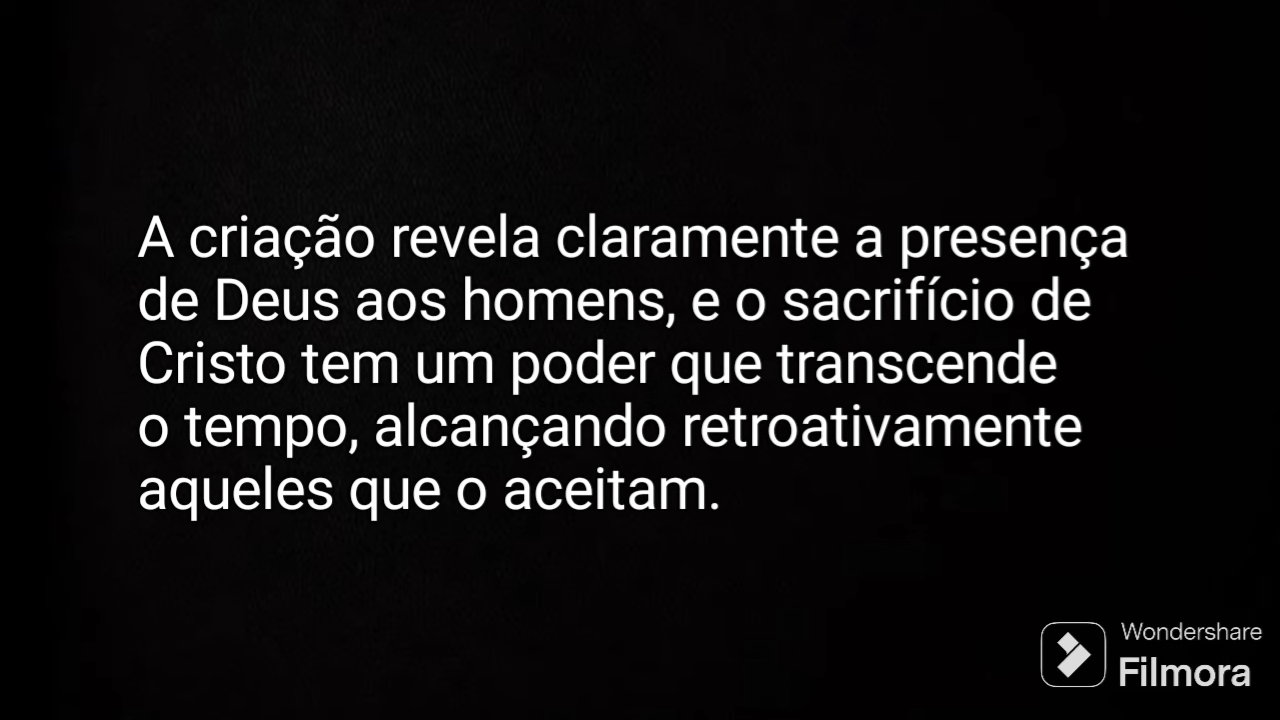 A criação revela claramente a presença
de Deus aos homens, e o sacrifício de
Cristo tem um poder que transcende
o tempo, alcançando retroativamente
aqueles que o aceitam.
Wondershare
Filmora